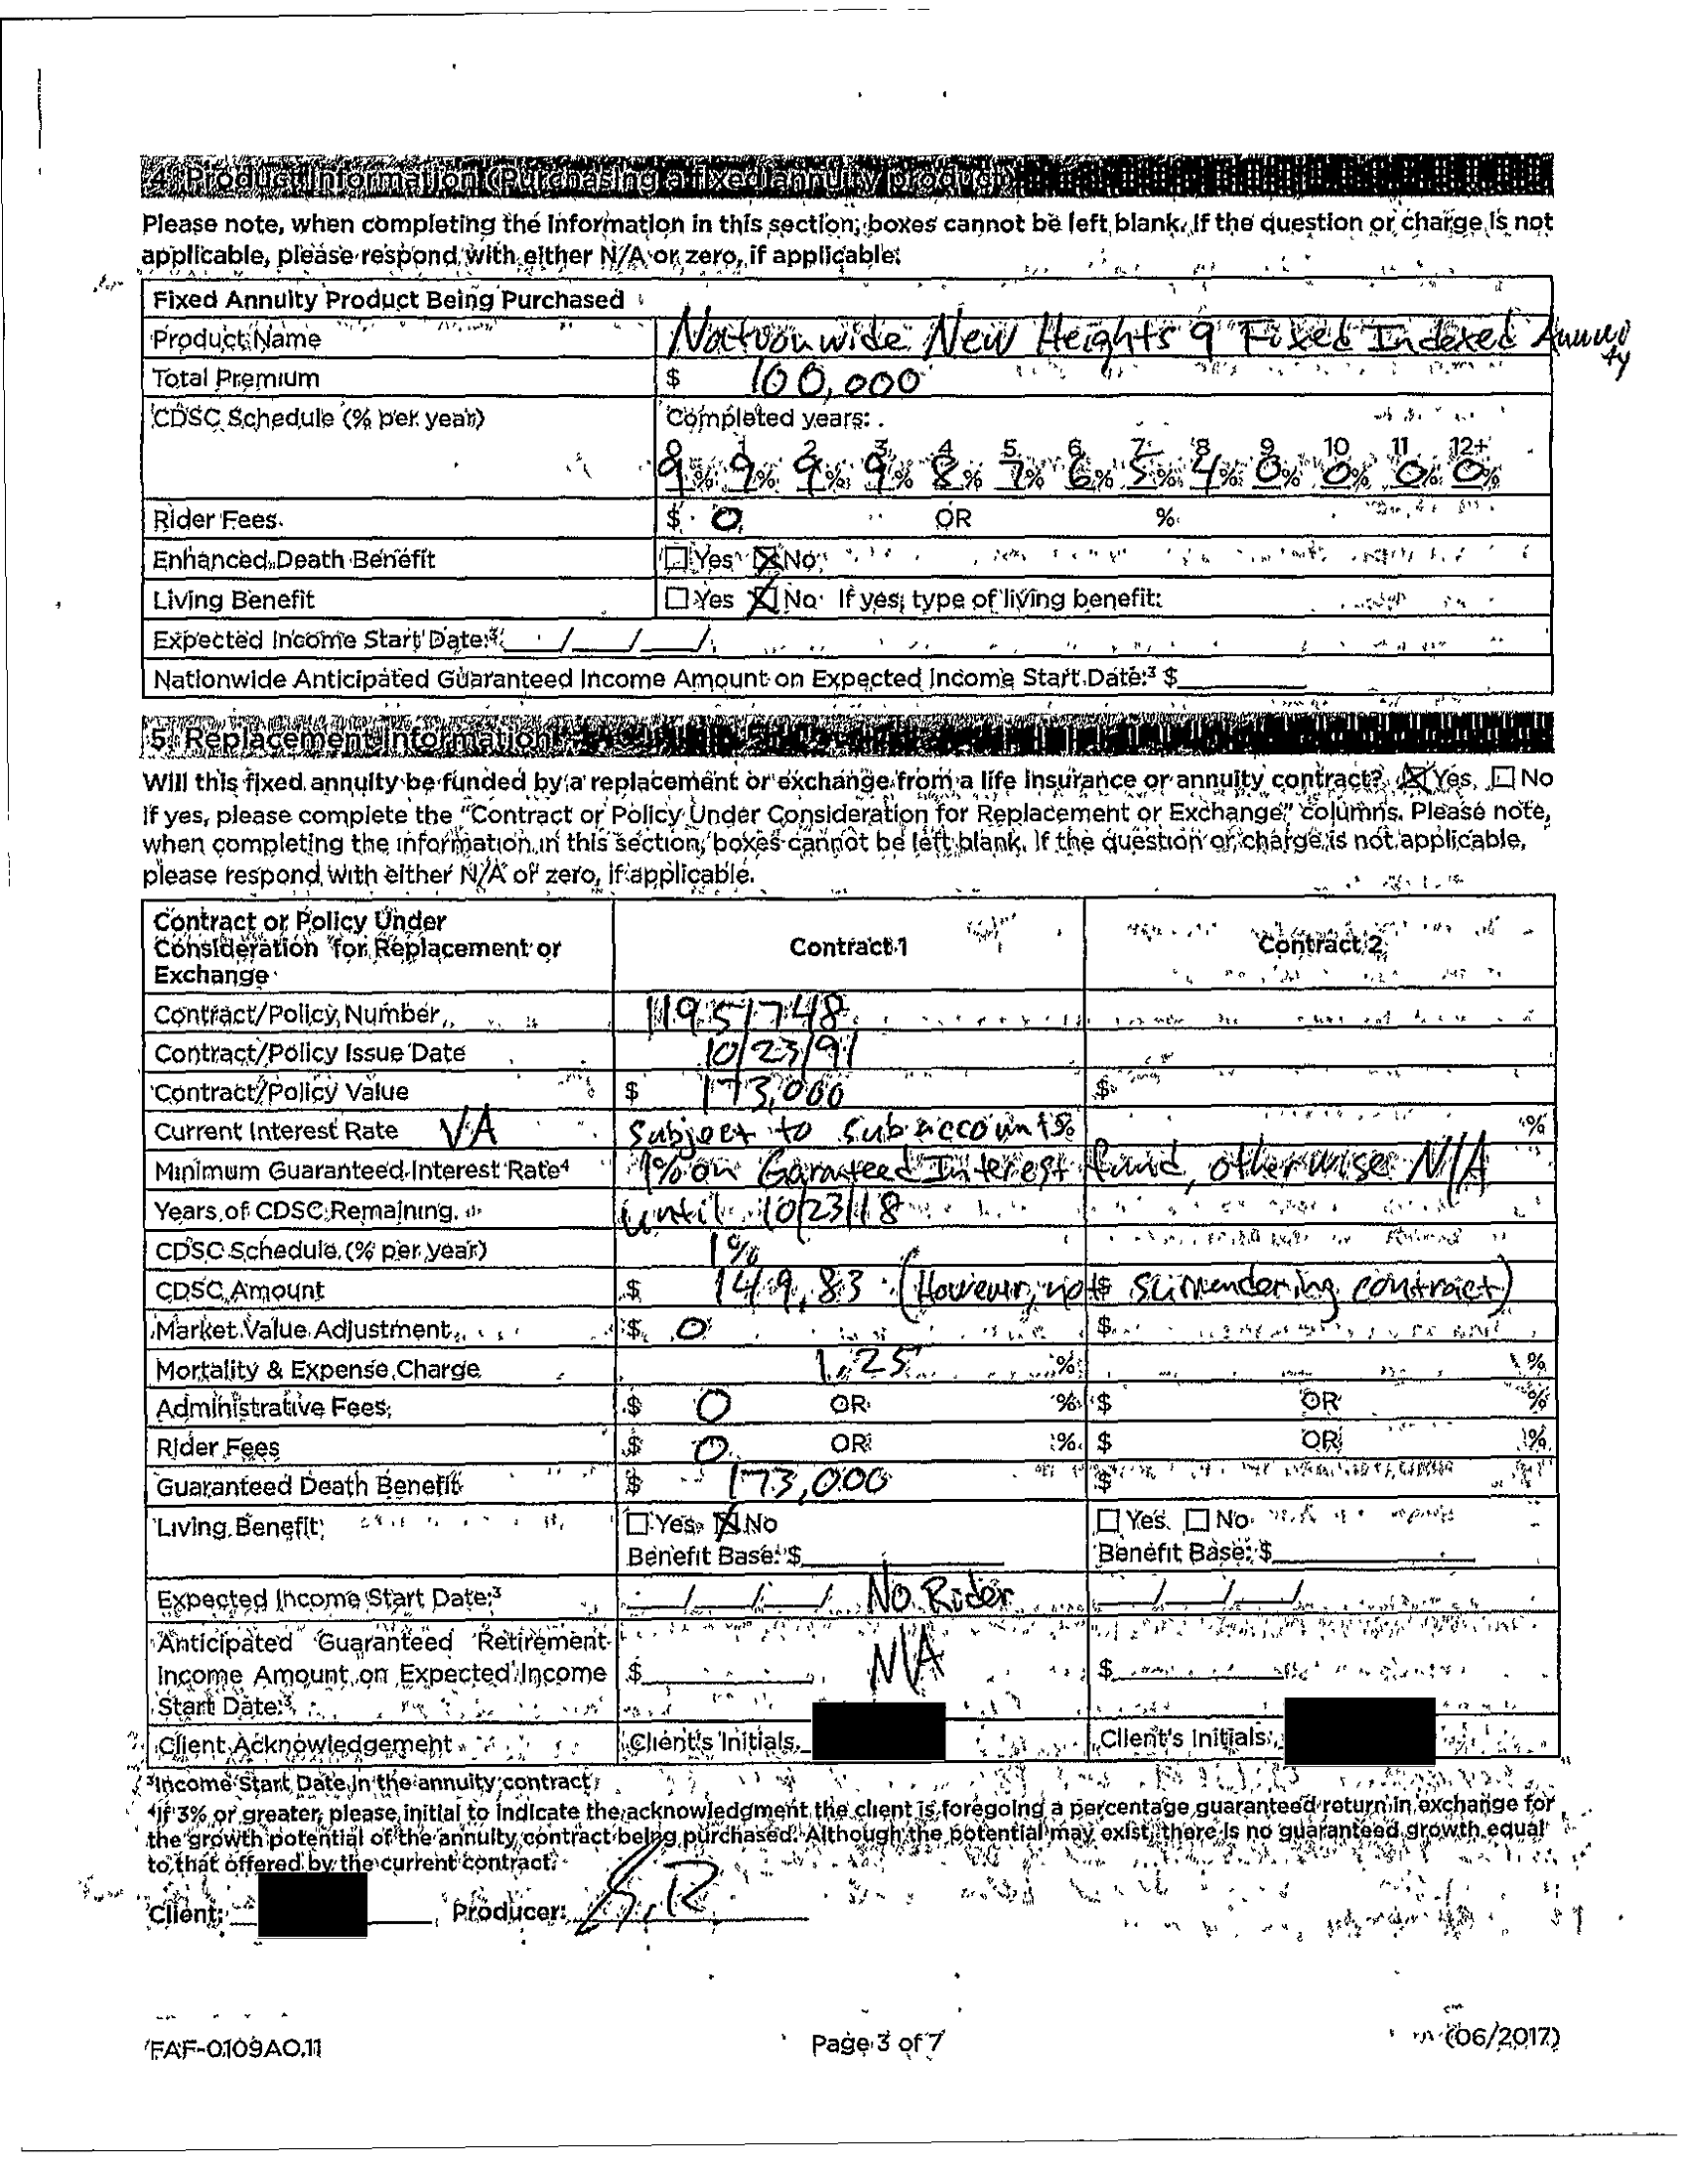 4. Product Information (Purchasing a fixed annuity product)
Please note, when completing the information in this section, boxes cannot be left blank. If the question or charge is not
applicable, please respond with either N/A or zero, if applicable.
Fixed Annuity Product Being Purchased
Product Name Nationwide New Heights 9 Fixed Indexed Annuity
Total Premium $ 100,000
CDSC Schedule (% per year) Completed years:
0 1 2 3 4 5 6 7 8 9 10 11 12+
9% 9% 9% 9% 8% 7% 6% 5% 4% 0% 0% 0% 0%
Rider Fees $ 0 OR %
Enhanced Death Benefit ☐ Yes ☒ No
Living Benefit ☐ Yes ☒ No If yes, type of living benefit:
Expected Income Start Date:³ / / /
Nationwide Anticipated Guaranteed Income Amount on Expected Income Start Date:³ $
5. Replacement Information
Will this fixed annuity be funded by a replacement or exchange from a life insurance or annuity contract? ☒ Yes ☐ No
If yes, please complete the "Contract or Policy Under Consideration for Replacement or Exchange" columns. Please note,
when completing the information in this section, boxes cannot be left blank. If the question or charge is not applicable,
please respond with either N/A or zero, if applicable.
Contract or Policy Under
Consideration for Replacement or
Exchange
Contract 1 Contract 2
Contract/Policy Number 11951748
Contract/Policy Issue Date 10/23/91
Contract/Policy Value $ 173,000 $
Current Interest Rate VA subject to subaccounts % %
Minimum Guaranteed Interest Rate⁴ 1% on Garanteed Interest fund, otherwise N/A
Years of CDSC Remaining until 10/23/18
CDSC Schedule (% per year) 1%
CDSC Amount $ 149.83 (However, not $ surrendering contract)
Market Value Adjustment $ 0 $
Mortality & Expense Charge 1.25 % %
Administrative Fees $ 0 OR % $ OR %
Rider Fees $ 0 OR % $ OR %
Guaranteed Death Benefit $ 173,000 $
Living Benefit ☐ Yes ☒ No ☐ Yes ☐ No
Benefit Base: $ Benefit Base: $
Expected Income Start Date:³ / / / No Rider / / /
Anticipated Guaranteed Retirement
Income Amount on Expected Income $ N/A $
Start Date:³
Client Acknowledgement Client's Initials Client's Initials:
³Income Start Date in the annuity contract
⁴If 3% or greater, please initial to indicate the acknowledgment the client is foregoing a percentage guaranteed return in exchange for
the growth potential of the annuity contract being purchased. Although the potential may exist, there is no guaranteed growth equal
to that offered by the current contract.
Client: Producer: S.R
FAF-0109AO.11 Page 3 of 7 (06/2017)